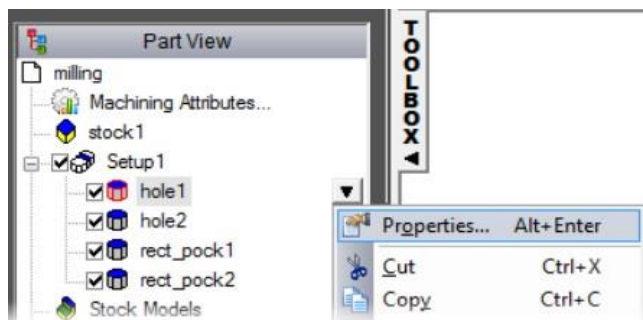 Part View
milling
Machining Attributes...
stock1
Setup1
hole1
hole2
rect_pock1
rect_pock2
Stock Models
TOOLBOX
Properties... Alt+Enter
Cut Ctrl+X
Copy Ctrl+C